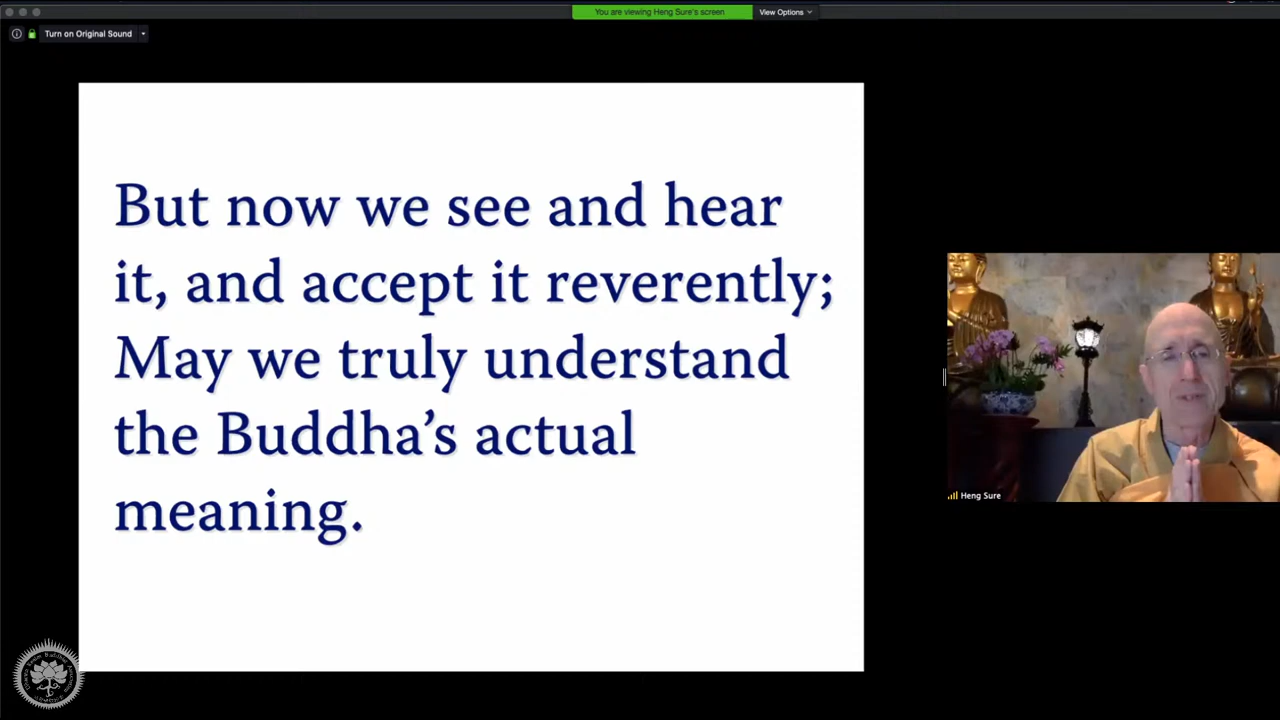 You are viewing Heng Sure's screen
View Options
Turn on Original Sound
But now we see and hear
it, and accept it reverently;
May we truly understand
the Buddha's actual
meaning.
Heng Sure